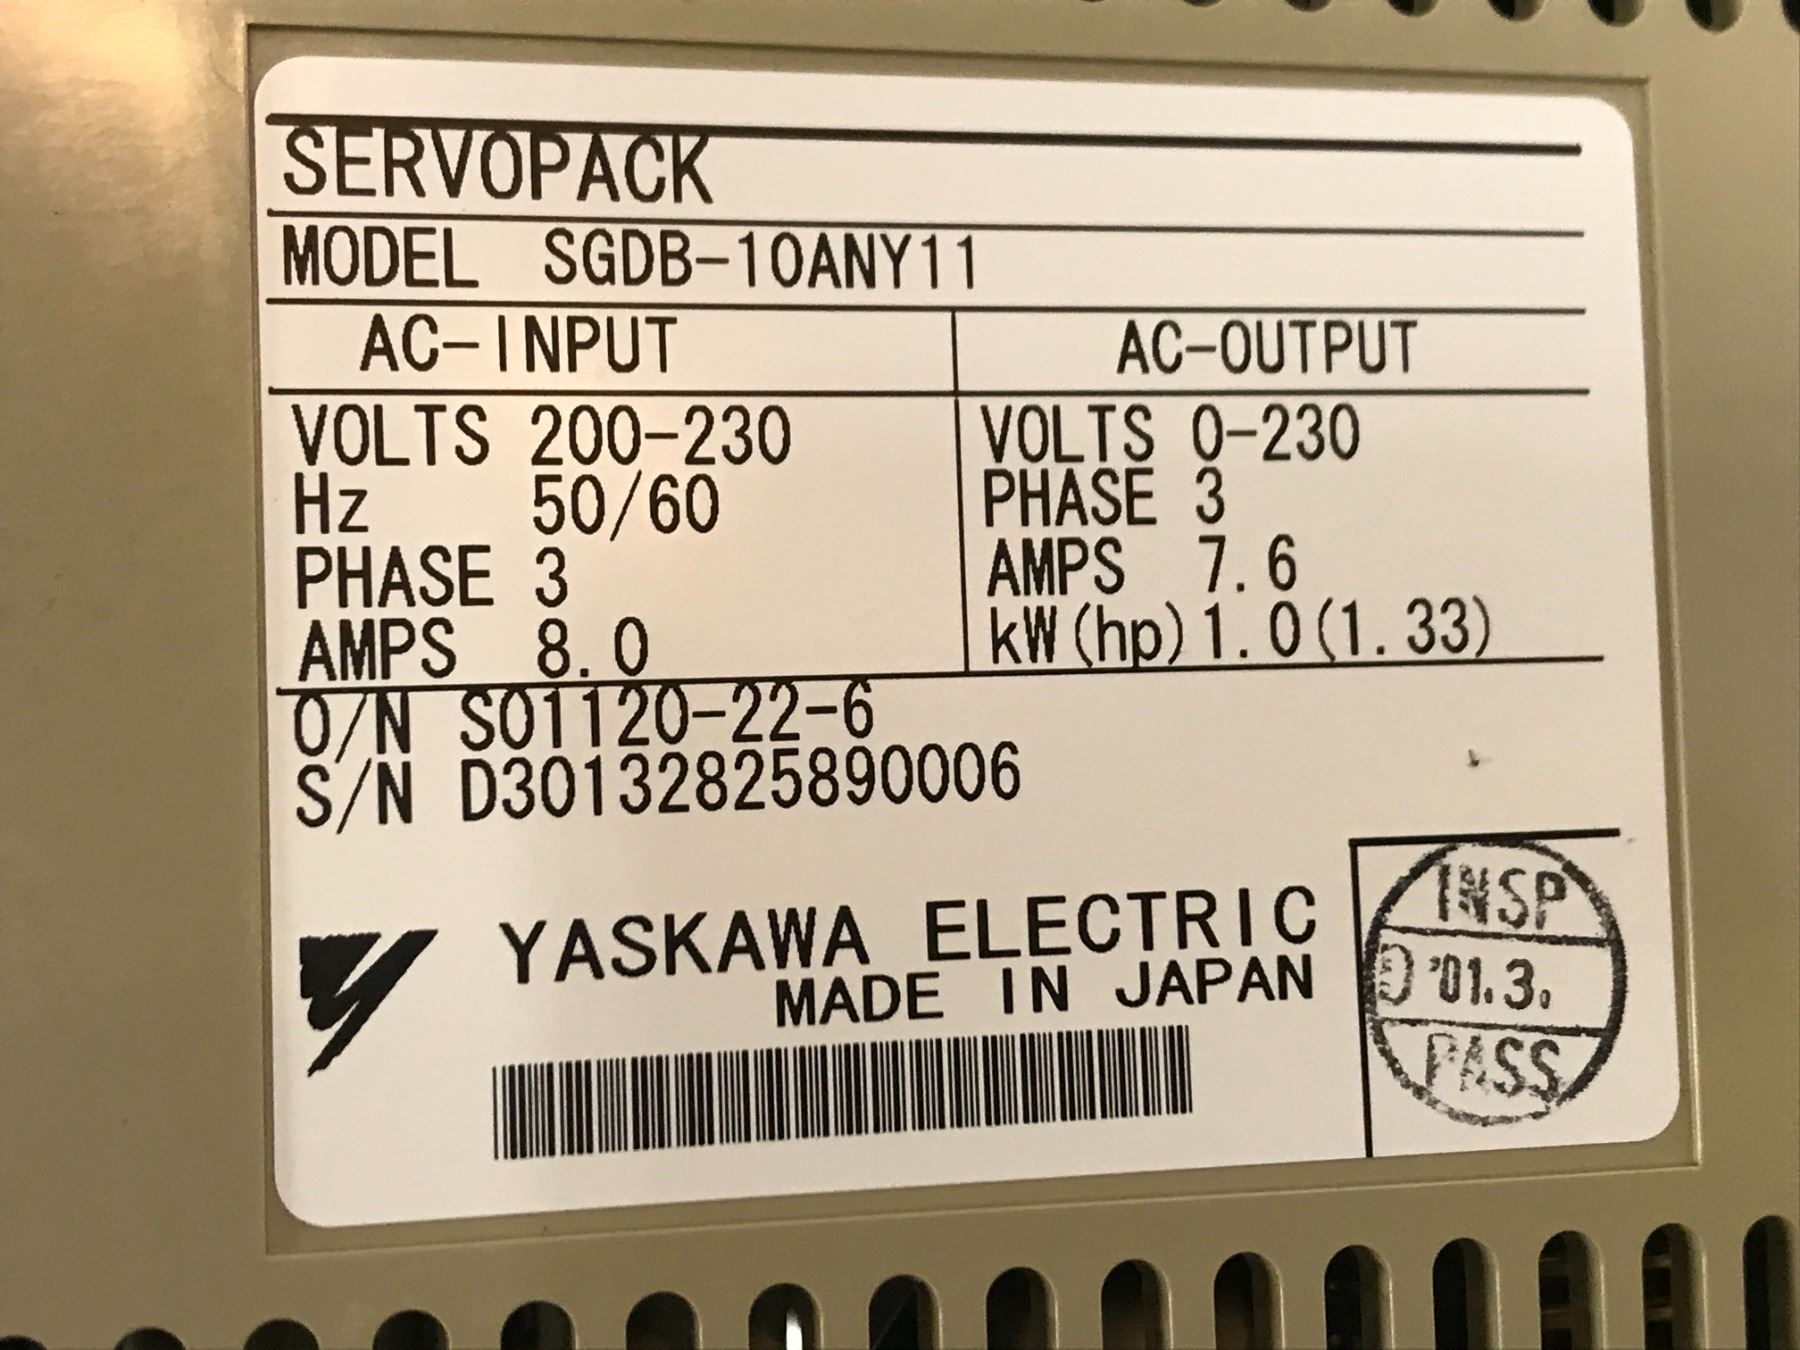 SERVOPACK
MODEL SGDB-10ANY11
AC-INPUT AC-OUTPUT
VOLTS 200-230 VOLTS 0-230
Hz 50/60 PHASE 3
PHASE 3 AMPS 7.6
AMPS 8.0 kW(hp) 1.0(1.33)
O/N S01120-22-6
S/N D30132825890006
YASKAWA ELECTRIC
MADE IN JAPAN
INSP
'01.3.
PASS